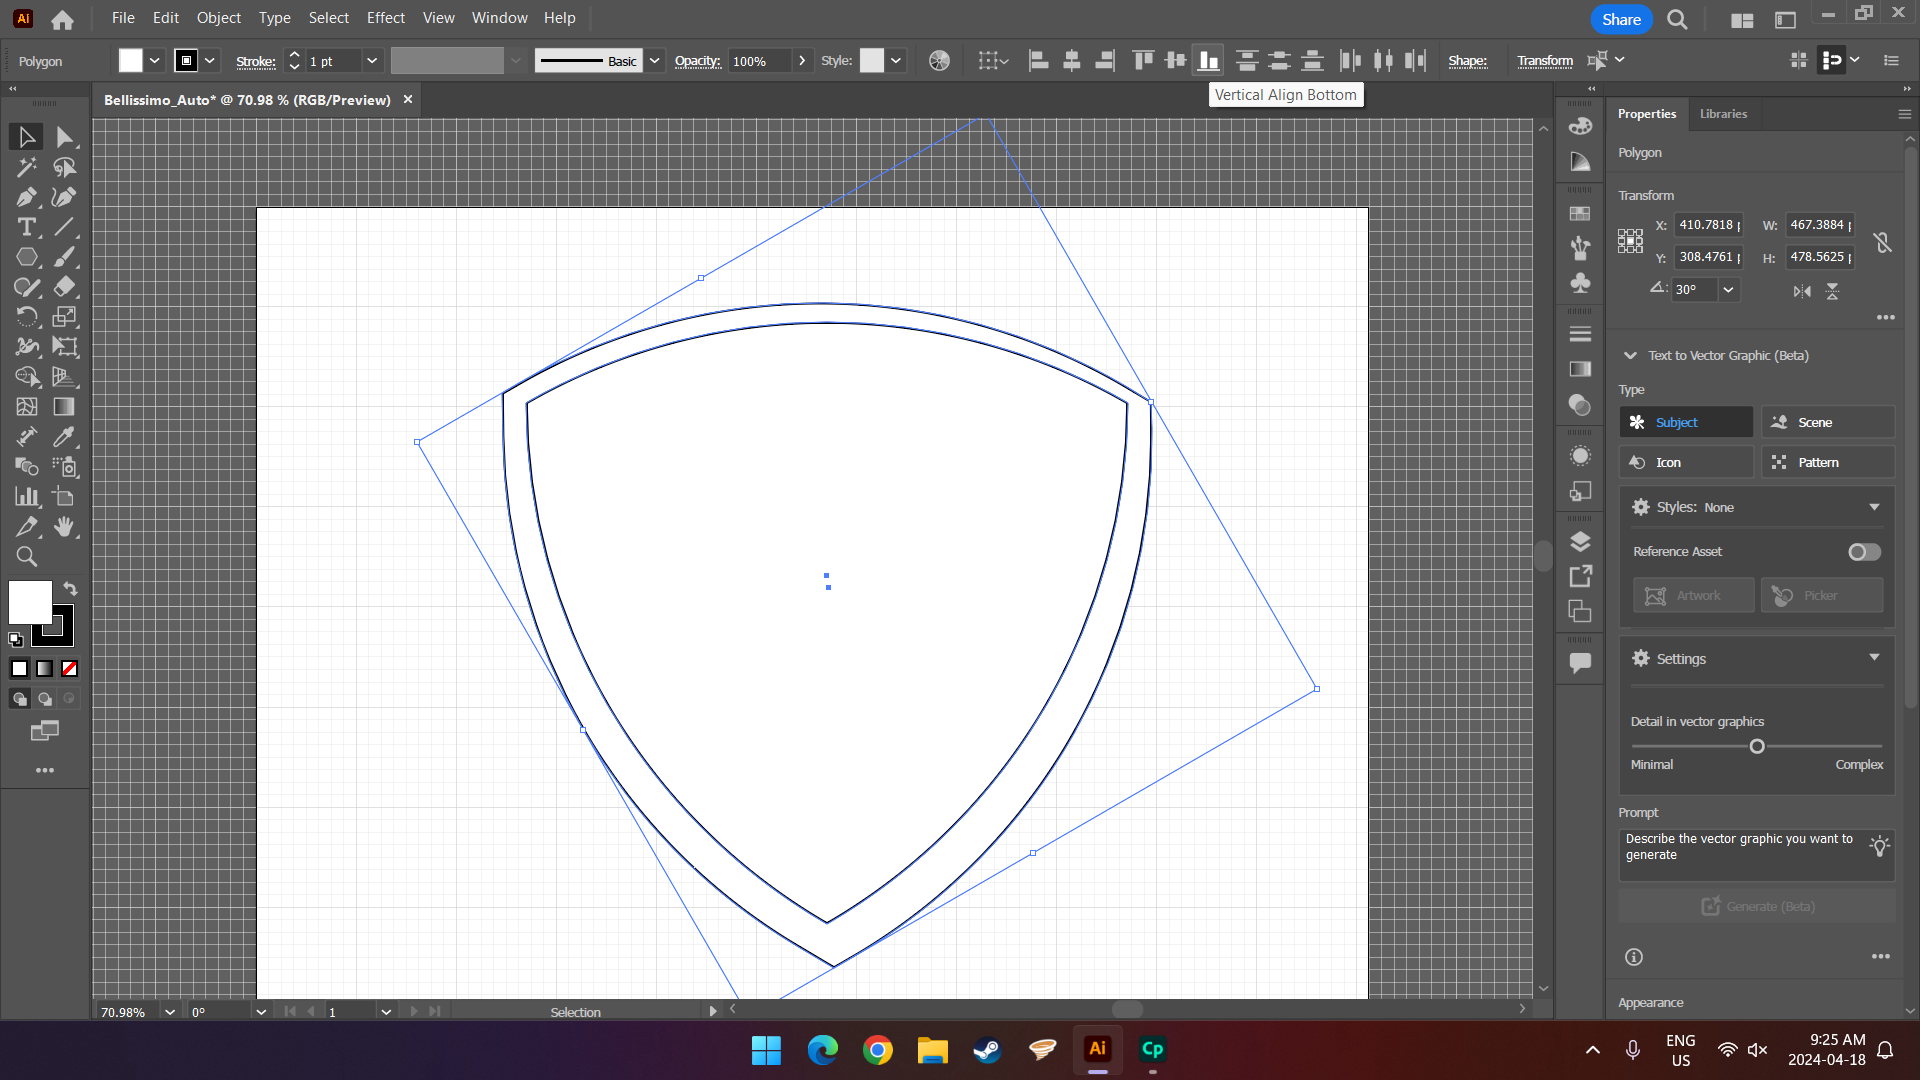 Ai File Edit Object Type Select Effect View Window Help Share
Polygon Stroke: 1 pt Basic Opacity: 100% Style: Shape: Transform
Bellissimo_Auto* @ 70.98 % (RGB/Preview) ×
Vertical Align Bottom
Properties Libraries
Polygon
Transform
X: 410.7818 W: 467.3884
Y: 308.4761 H: 478.5625
30°
Text to Vector Graphic (Beta)
Type
Subject Scene
Icon Pattern
Styles: None
Reference Asset
Artwork Picker
Settings
Detail in vector graphics
Minimal Complex
Prompt
Describe the vector graphic you want to
generate
Generate (Beta)
Appearance
70.98% 0° 1 Selection
Ai Cp
ENG
US
9:25 AM
2024-04-18